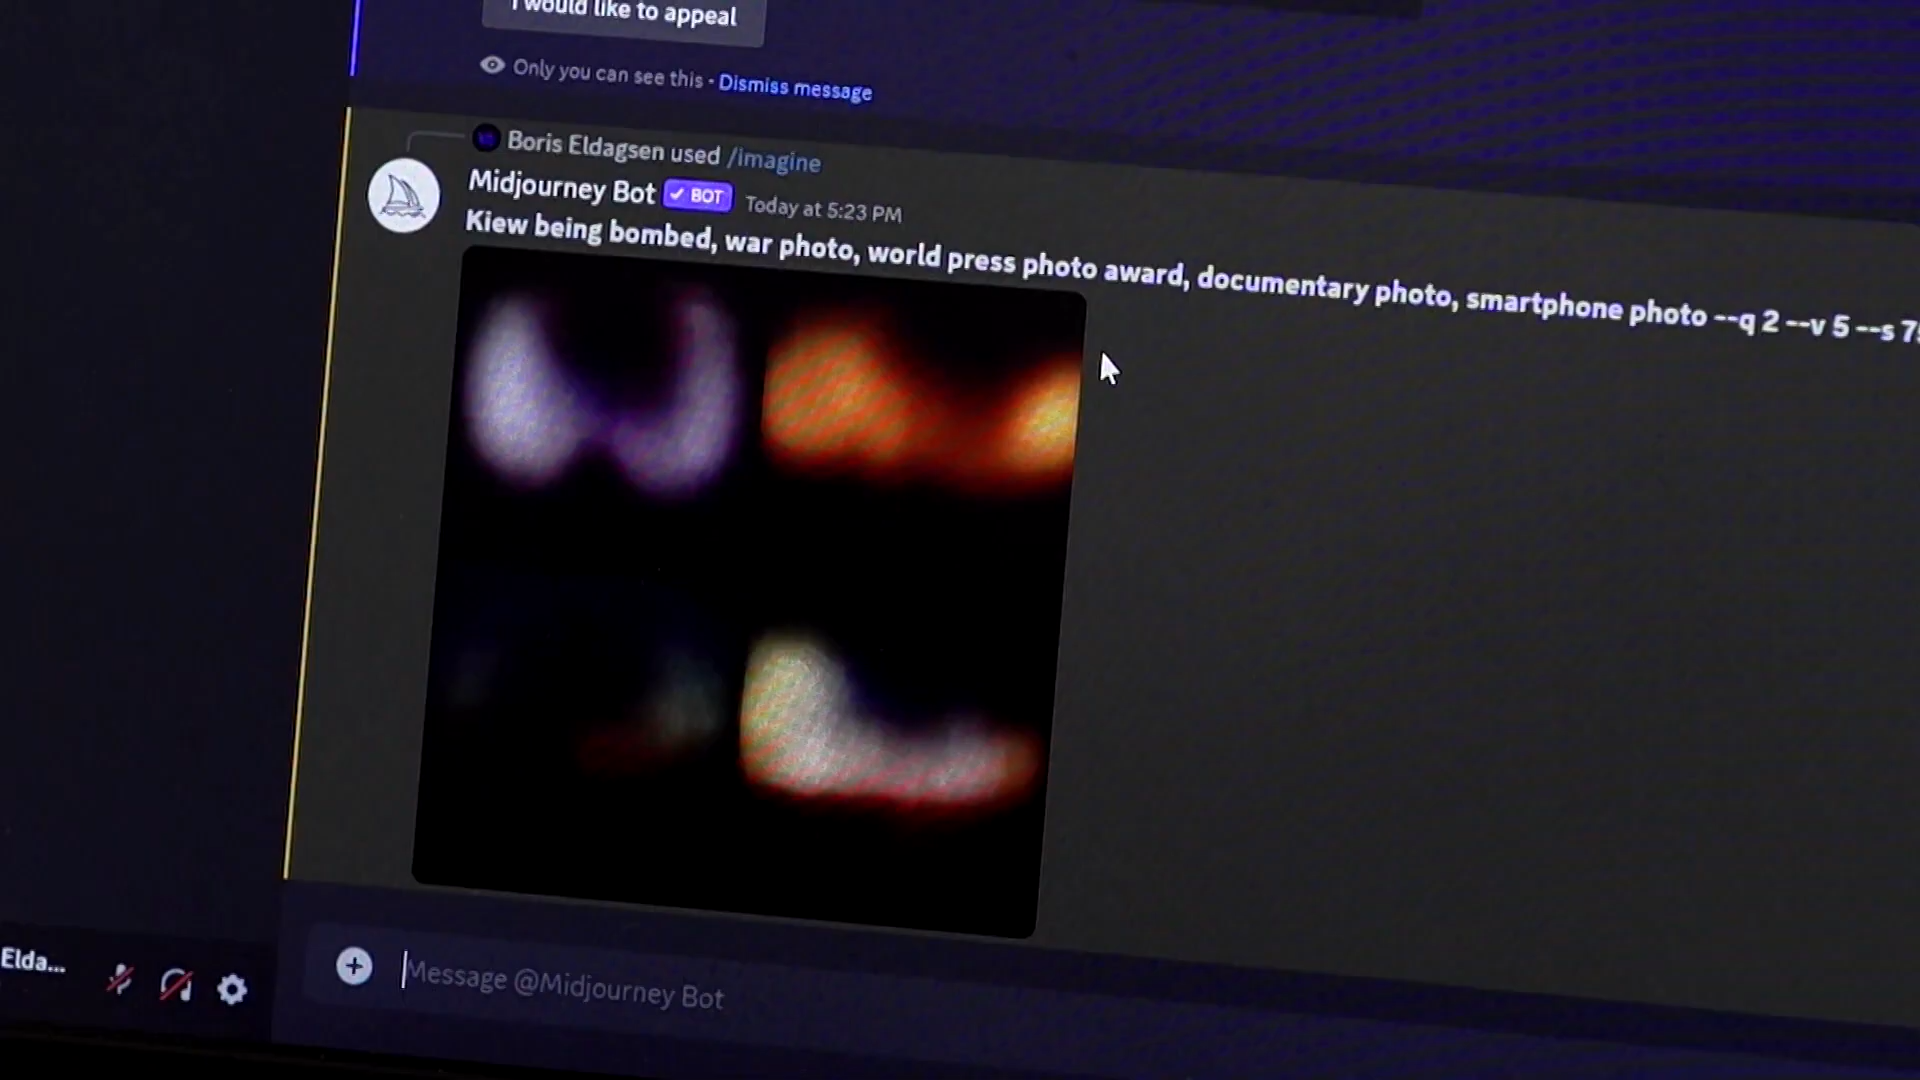 I would like to appeal
Only you can see this • Dismiss message
Boris Eldagsen used /imagine
Midjourney Bot ✓ BOT Today at 5:23 PM
Kiew being bombed, war photo, world press photo award, documentary photo, smartphone photo --q 2 --v 5 --s
Elda...
Message @Midjourney Bot